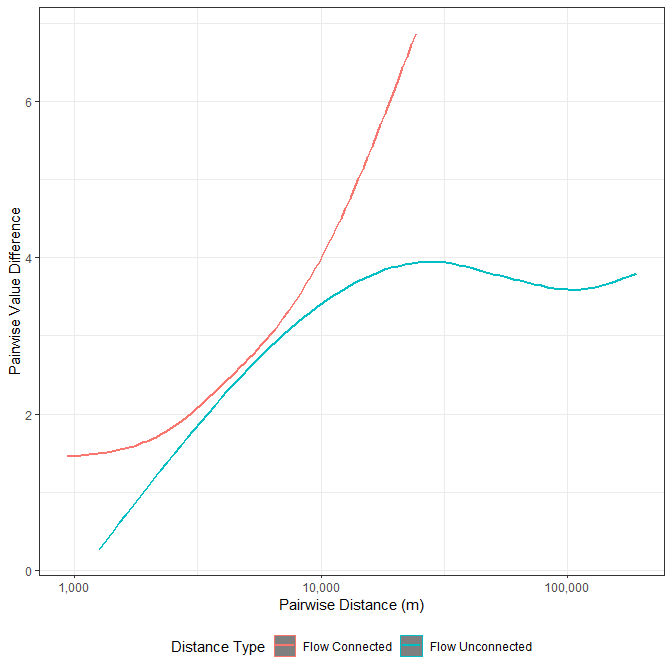 Pairwise Value Difference
6
4
2
0
1,000 10,000 100,000
Pairwise Distance (m)
Distance Type Flow Connected Flow Unconnected